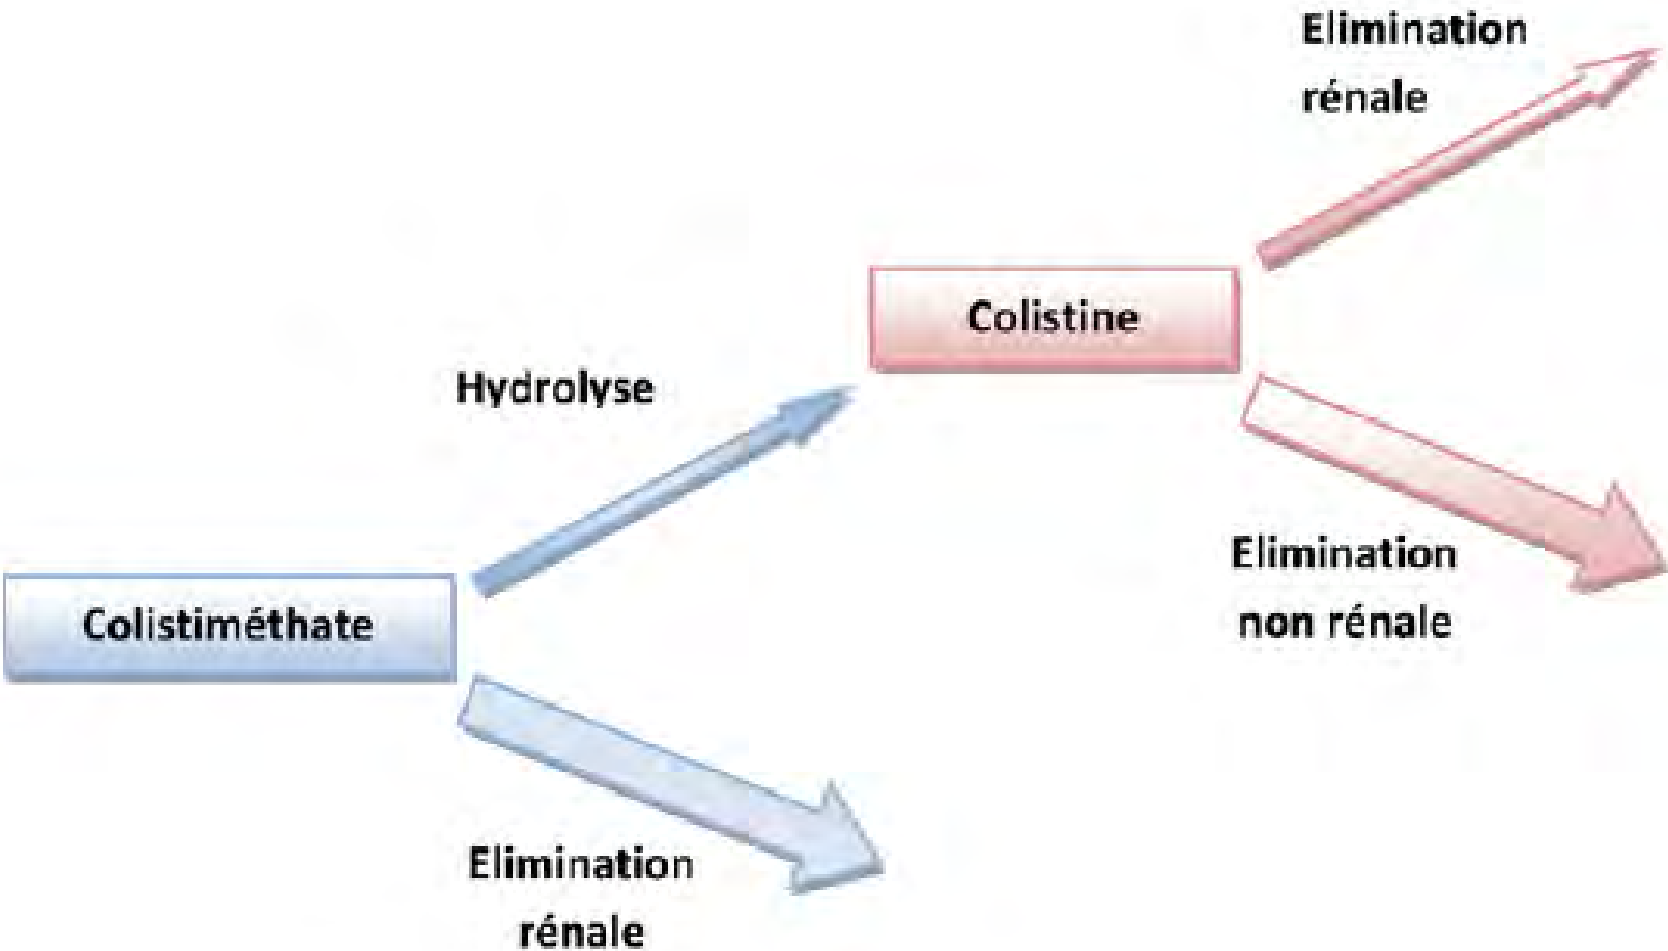 Elimination
rénale
Colistine
Hydrolyse
Elimination
non rénale
Colistiméthate
Elimination
rénale